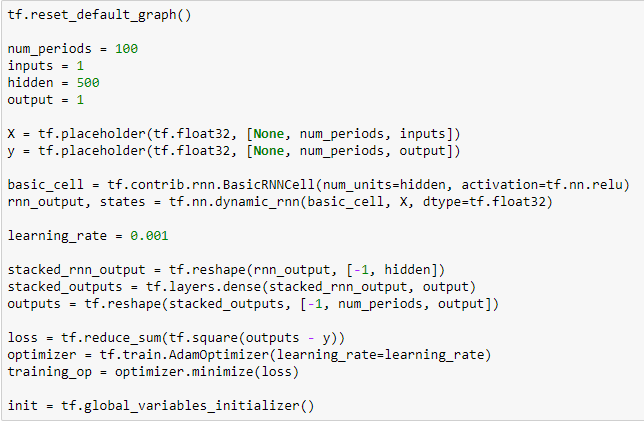 tf.reset_default_graph()
num_periods = 100
inputs = 1
hidden = 500
output = 1
X = tf.placeholder(tf.float32, [None, num_periods, inputs])
y = tf.placeholder(tf.float32, [None, num_periods, output])
basic_cell = tf.contrib.rnn.BasicRNNCell(num_units=hidden, activation=tf.nn.relu)
rnn_output, states = tf.nn.dynamic_rnn(basic_cell, X, dtype=tf.float32)
learning_rate = 0.001
stacked_rnn_output = tf.reshape(rnn_output, [-1, hidden])
stacked_outputs = tf.layers.dense(stacked_rnn_output, output)
outputs = tf.reshape(stacked_outputs, [-1, num_periods, output])
loss = tf.reduce_sum(tf.square(outputs - y))
optimizer = tf.train.AdamOptimizer(learning_rate=learning_rate)
training_op = optimizer.minimize(loss)
init = tf.global_variables_initializer()